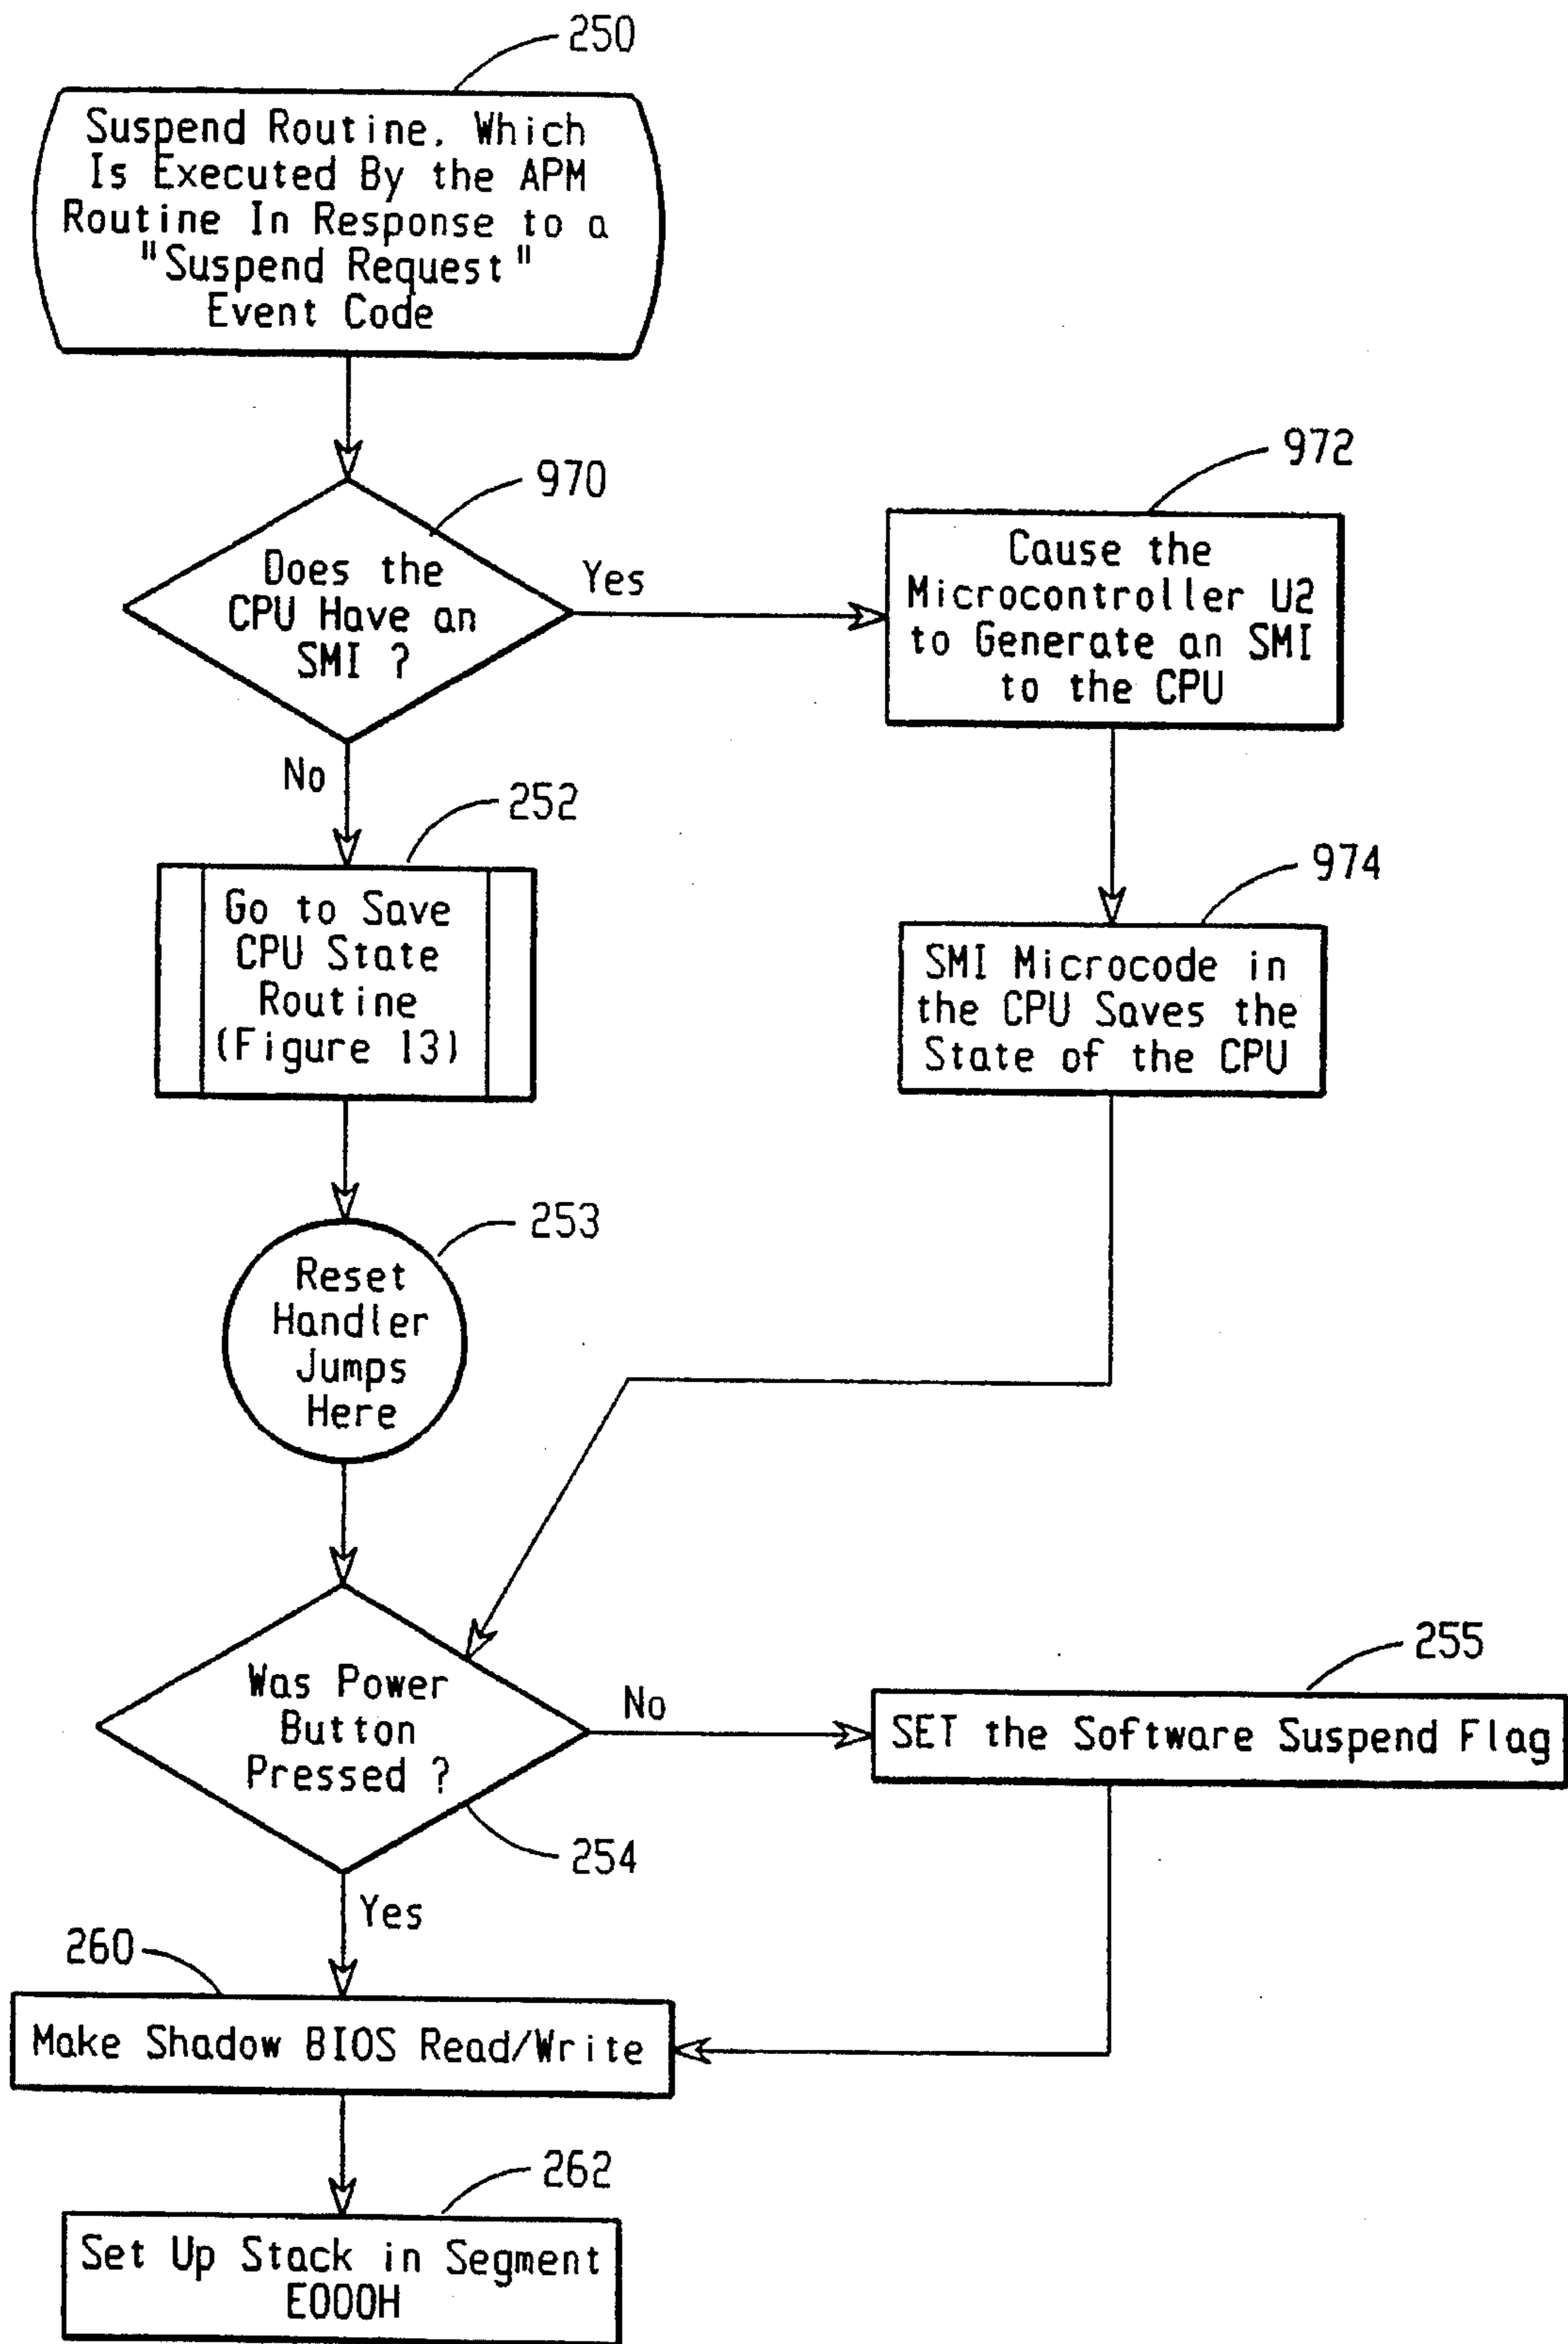 250
Suspend Routine, Which
Is Executed By the APM
Routine In Response to a
"Suspend Request"
Event Code
970
Does the
CPU Have an
SMI ?
Yes
No
972
Cause the
Microcontroller U2
to Generate an SMI
to the CPU
252
Go to Save
CPU State
Routine
(Figure 13)
974
SMI Microcode in
the CPU Saves the
State of the CPU
253
Reset
Handler
Jumps
Here
Was Power
Button
Pressed ?
254
No
255
SET the Software Suspend Flag
Yes
260
Make Shadow BIOS Read/Write
262
Set Up Stack in Segment
E000H